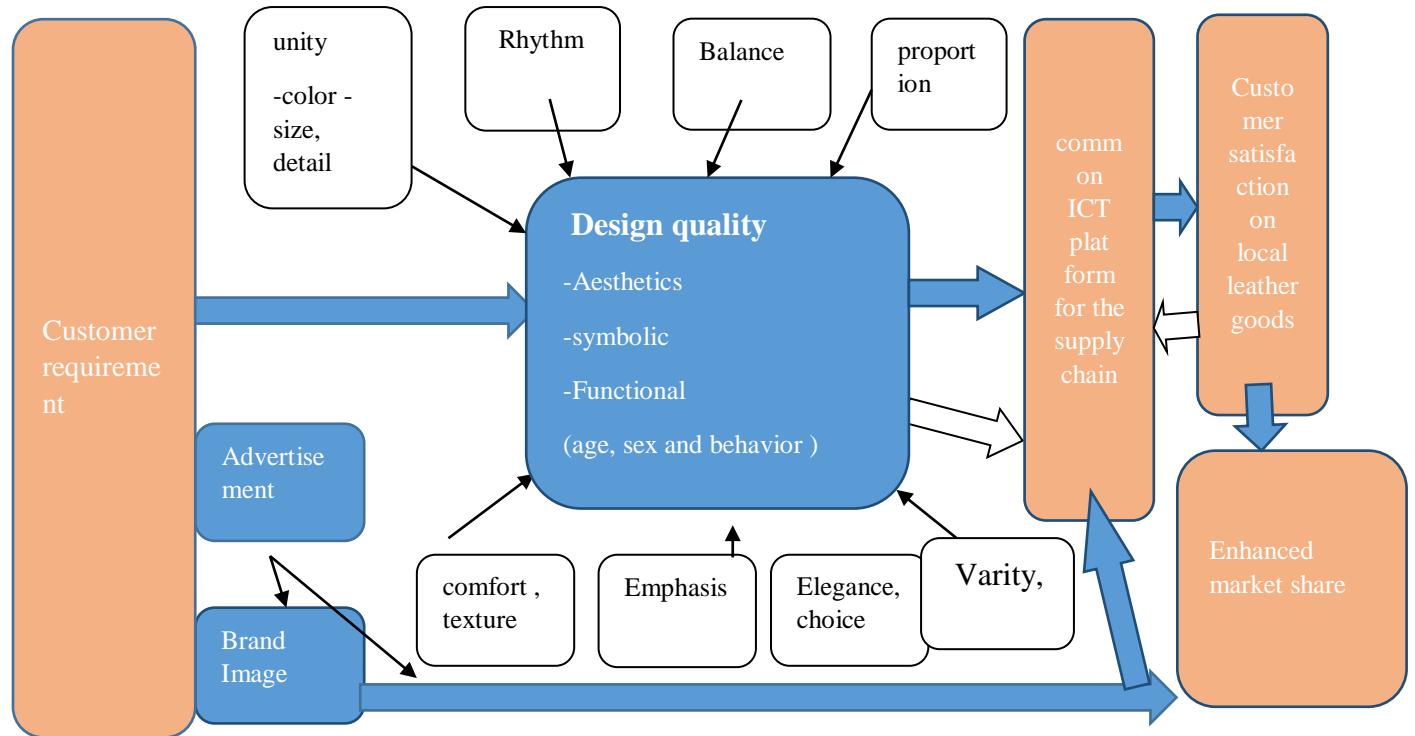 unity
-color -
size,
detail
Rhythm
Balance
proport
ion
Customer
requireme
nt
Design quality
-Aesthetics
-symbolic
-Functional
(age, sex and behavior )
comm
on
ICT
plat
form
for the
supply
chain
Custo
mer
satisfa
ction
on
local
leather
goods
Advertise
ment
Brand
Image
comfort ,
texture
Emphasis
Elegance,
choice
Varity,
Enhanced
market share